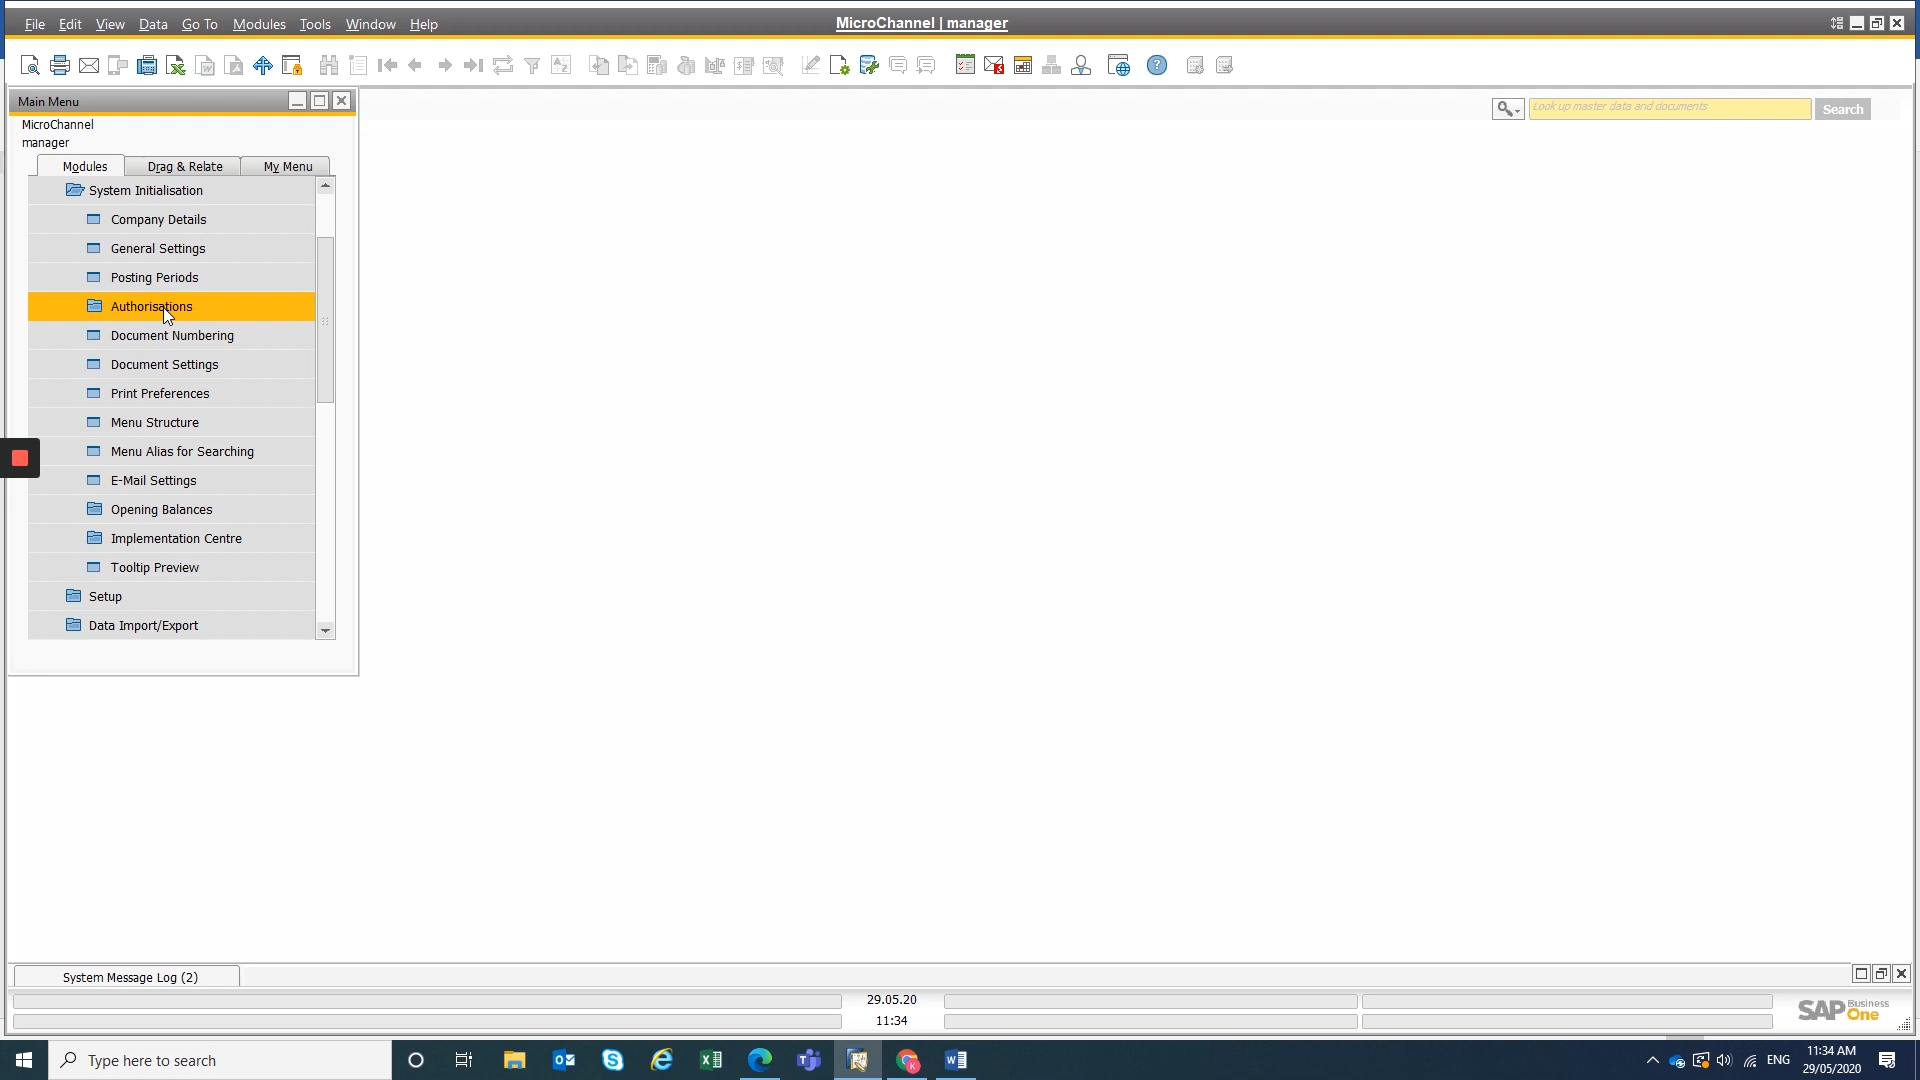 File Edit View Data Go To Modules Tools Window Help
MicroChannel | manager
Main Menu
MicroChannel
manager
Modules Drag & Relate My Menu
System Initialisation
Company Details
General Settings
Posting Periods
Authorisations
Document Numbering
Document Settings
Print Preferences
Menu Structure
Menu Alias for Searching
E-Mail Settings
Opening Balances
Implementation Centre
Tooltip Preview
Setup
Data Import/Export
Look up master data and documents
Search
System Message Log (2)
29.05.20
11:34
SAP Business One
Type here to search
ENG
11:34 AM
29/05/2020